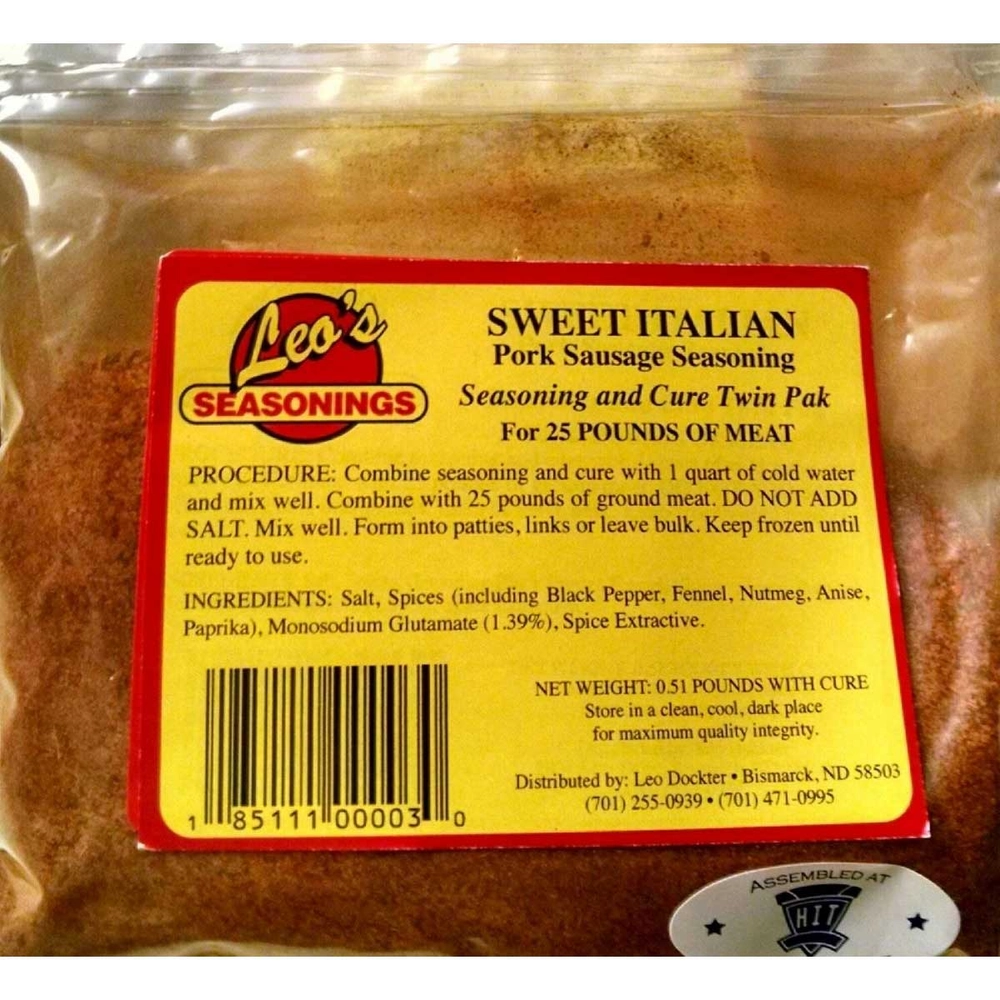 Leo's
SEASONINGS
SWEET ITALIAN
Pork Sausage Seasoning
Seasoning and Cure Twin Pak
For 25 POUNDS OF MEAT
PROCEDURE: Combine seasoning and cure with 1 quart of cold water
and mix well. Combine with 25 pounds of ground meat. DO NOT ADD
SALT. Mix well. Form into patties, links or leave bulk. Keep frozen until
ready to use.
INGREDIENTS: Salt, Spices (including Black Pepper, Fennel, Nutmeg, Anise,
Paprika), Monosodium Glutamate (1.39%), Spice Extractive.
1 85111 00003 0
NET WEIGHT: 0.51 POUNDS WITH CURE
Store in a clean, cool, dark place
for maximum quality integrity.
Distributed by: Leo Dockter • Bismarck, ND 58503
(701) 255-0939 • (701) 471-0995
ASSEMBLED AT
HIT